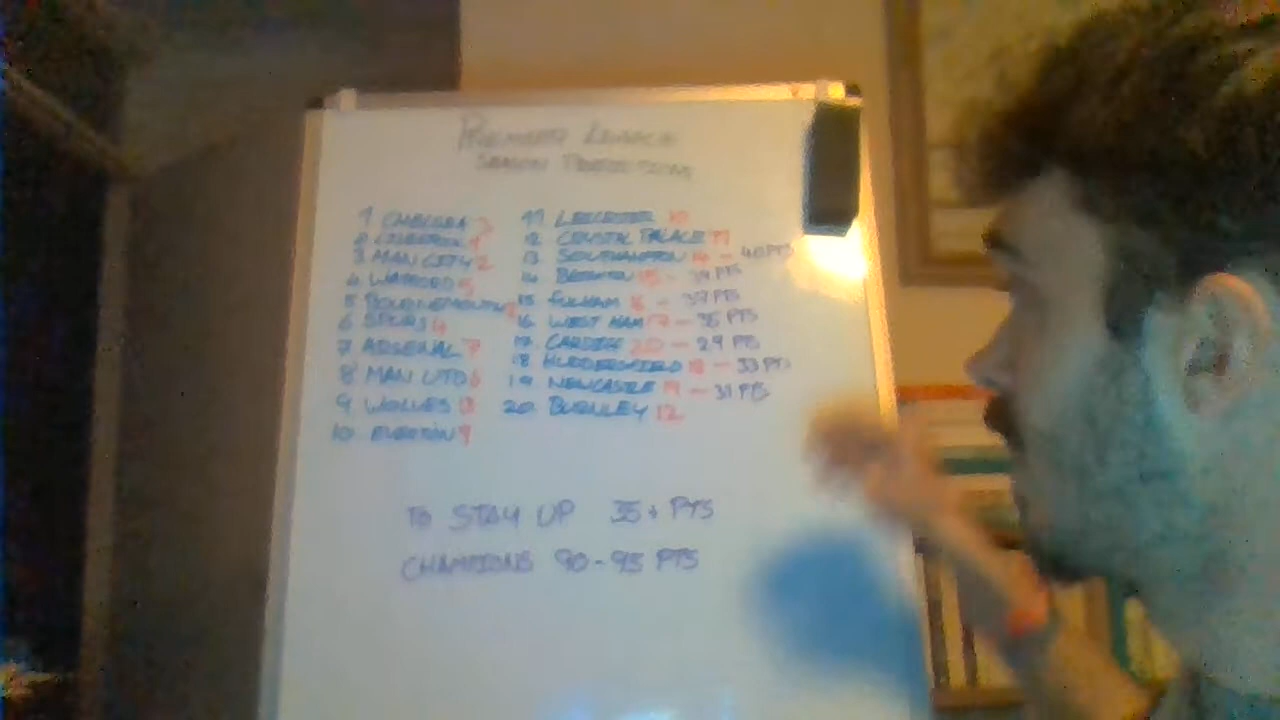 PREMIER LEAGUE
SEASON PREDICTIONS
1 CHELSEA
2 LIVERPOOL
3 MAN CITY 2
4 WATFORD 5
5 BOURNEMOUTH
6 SPURS 4
7 ARSENAL 7
8 MAN UTD 6
9 WOLVES 8
10 EVERTON 9
11 LEICESTER 10
12 CRYSTAL PALACE 11
13 SOUTHAMPTON 14 - 40 PTS
14 BRIGHTON 15 - 39 PTS
15 FULHAM 16 - 37 PTS
16 WEST HAM 17 - 35 PTS
17 CARDIFF 20 - 29 PTS
18 HUDDERSFIELD 18 - 33 PTS
19 NEWCASTLE 19 - 31 PTS
20 BURNLEY 12
TO STAY UP 35+ PTS
CHAMPIONS 90-95 PTS